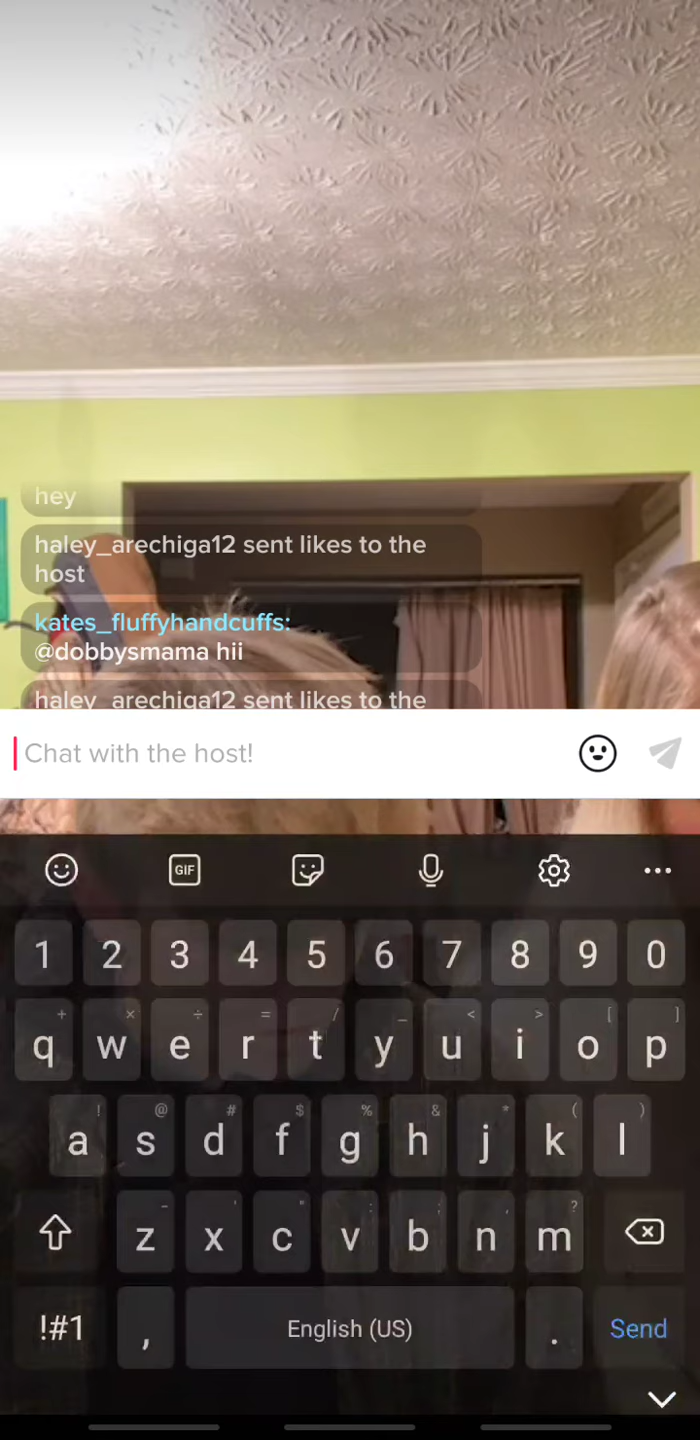 hey
haley_arechiga12 sent likes to the
host
kates_fluffyhandcuffs:
@dobbysmama hii
haley_arechiga12 sent likes to the
Chat with the host!
GIF
1 2 3 4 5 6 7 8 9 0
+ × ÷ = / _ < > [ ]
q w e r t y u i o p
! @ # $ % & * ( )
a s d f g h j k l
- ' " : ; , ?
z x c v b n m
!#1 , English (US) . Send